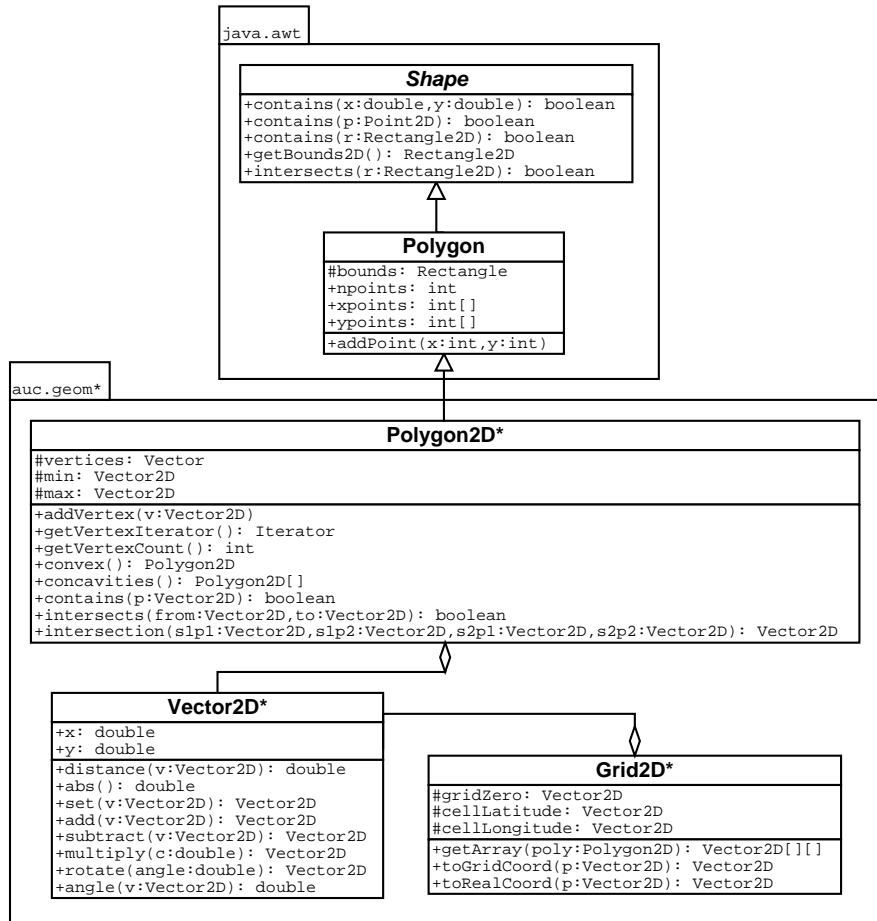 java.awt
Shape
+contains(x:double,y:double): boolean
+contains(p:Point2D): boolean
+contains(r:Rectangle2D): boolean
+getBounds2D(): Rectangle2D
+intersects(r:Rectangle2D): boolean
Polygon
#bounds: Rectangle
+npoints: int
+xpoints: int[]
+ypoints: int[]
+addPoint(x:int,y:int)
auc.geom*
Polygon2D*
#vertices: Vector
#min: Vector2D
#max: Vector2D
+addVertex(v:Vector2D)
+getVertexIterator(): Iterator
+getVertexCount(): int
+convex(): Polygon2D
+concavities(): Polygon2D[]
+contains(p:Vector2D): boolean
+intersects(from:Vector2D,to:Vector2D): boolean
+intersection(s1p1:Vector2D,s1p2:Vector2D,s2p1:Vector2D,s2p2:Vector2D): Vector2D
Vector2D*
+x: double
+y: double
+distance(v:Vector2D): double
+abs(): double
+set(v:Vector2D): Vector2D
+add(v:Vector2D): Vector2D
+subtract(v:Vector2D): Vector2D
+multiply(c:double): Vector2D
+rotate(angle:double): Vector2D
+angle(v:Vector2D): double
Grid2D*
#gridZero: Vector2D
#cellLatitude: Vector2D
#cellLongitude: Vector2D
+getArray(poly:Polygon2D): Vector2D[][]
+toGridCoord(p:Vector2D): Vector2D
+toRealCoord(p:Vector2D): Vector2D